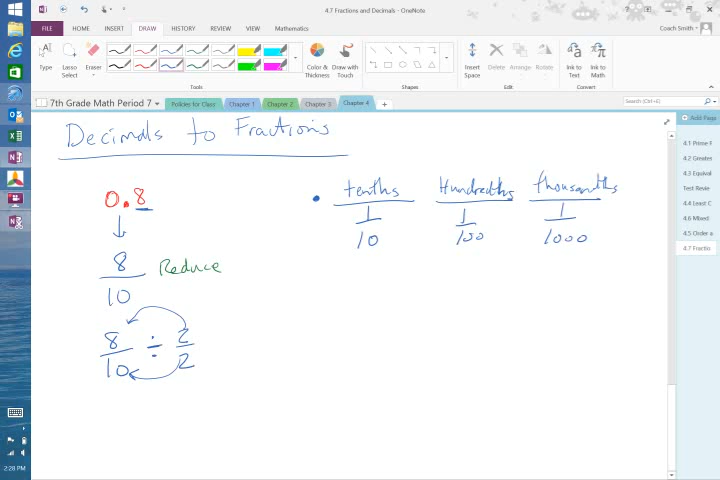 4.7 Fractions and Decimals - OneNote
FILE HOME INSERT DRAW HISTORY REVIEW VIEW Mathematics
Coach Smith
Type
Lasso Select
Eraser
Color & Thickness
Draw with Touch
Insert Space
Delete
Arrange
Rotate
Ink to Text
Ink to Math
Tools
Shapes
Edit
Convert
7th Grade Math Period 7
Policies for Class Chapter 1 Chapter 2 Chapter 3 Chapter 4
Search (Ctrl+E)
Add Page
4.1 Prime F
4.2 Greates
4.3 Equival
Test Revie
4.4 Least C
4.6 Mixed
4.5 Order a
4.7 Fractio
Decimals to Fractions
tenths Hundredths thousandths
1 1 1
10 100 1000
0.8
8
10
Reduce
8 ÷ 2
10 2
2:28 PM